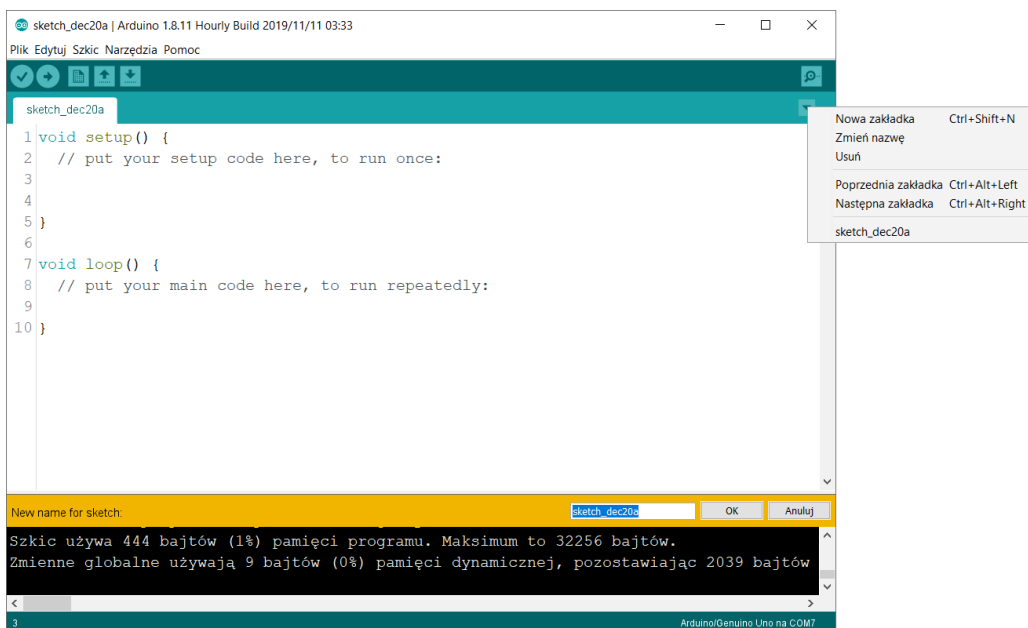 sketch_dec20a | Arduino 1.8.11 Hourly Build 2019/11/11 03:33
Plik Edytuj Szkic Narzędzia Pomoc
sketch_dec20a
Nowa zakładka Ctrl+Shift+N
Zmień nazwę
Usuń
Poprzednia zakładka Ctrl+Alt+Left
Następna zakładka Ctrl+Alt+Right
sketch_dec20a
1 void setup() {
2 // put your setup code here, to run once:
3
4
5 }
6
7 void loop() {
8 // put your main code here, to run repeatedly:
9
10 }
New name for sketch: sketch_dec20a OK Anuluj
Szkic używa 444 bajtów (1%) pamięci programu. Maksimum to 32256 bajtów.
Zmienne globalne używają 9 bajtów (0%) pamięci dynamicznej, pozostawiając 2039 bajtów
3 Arduino/Genuino Uno na COM7